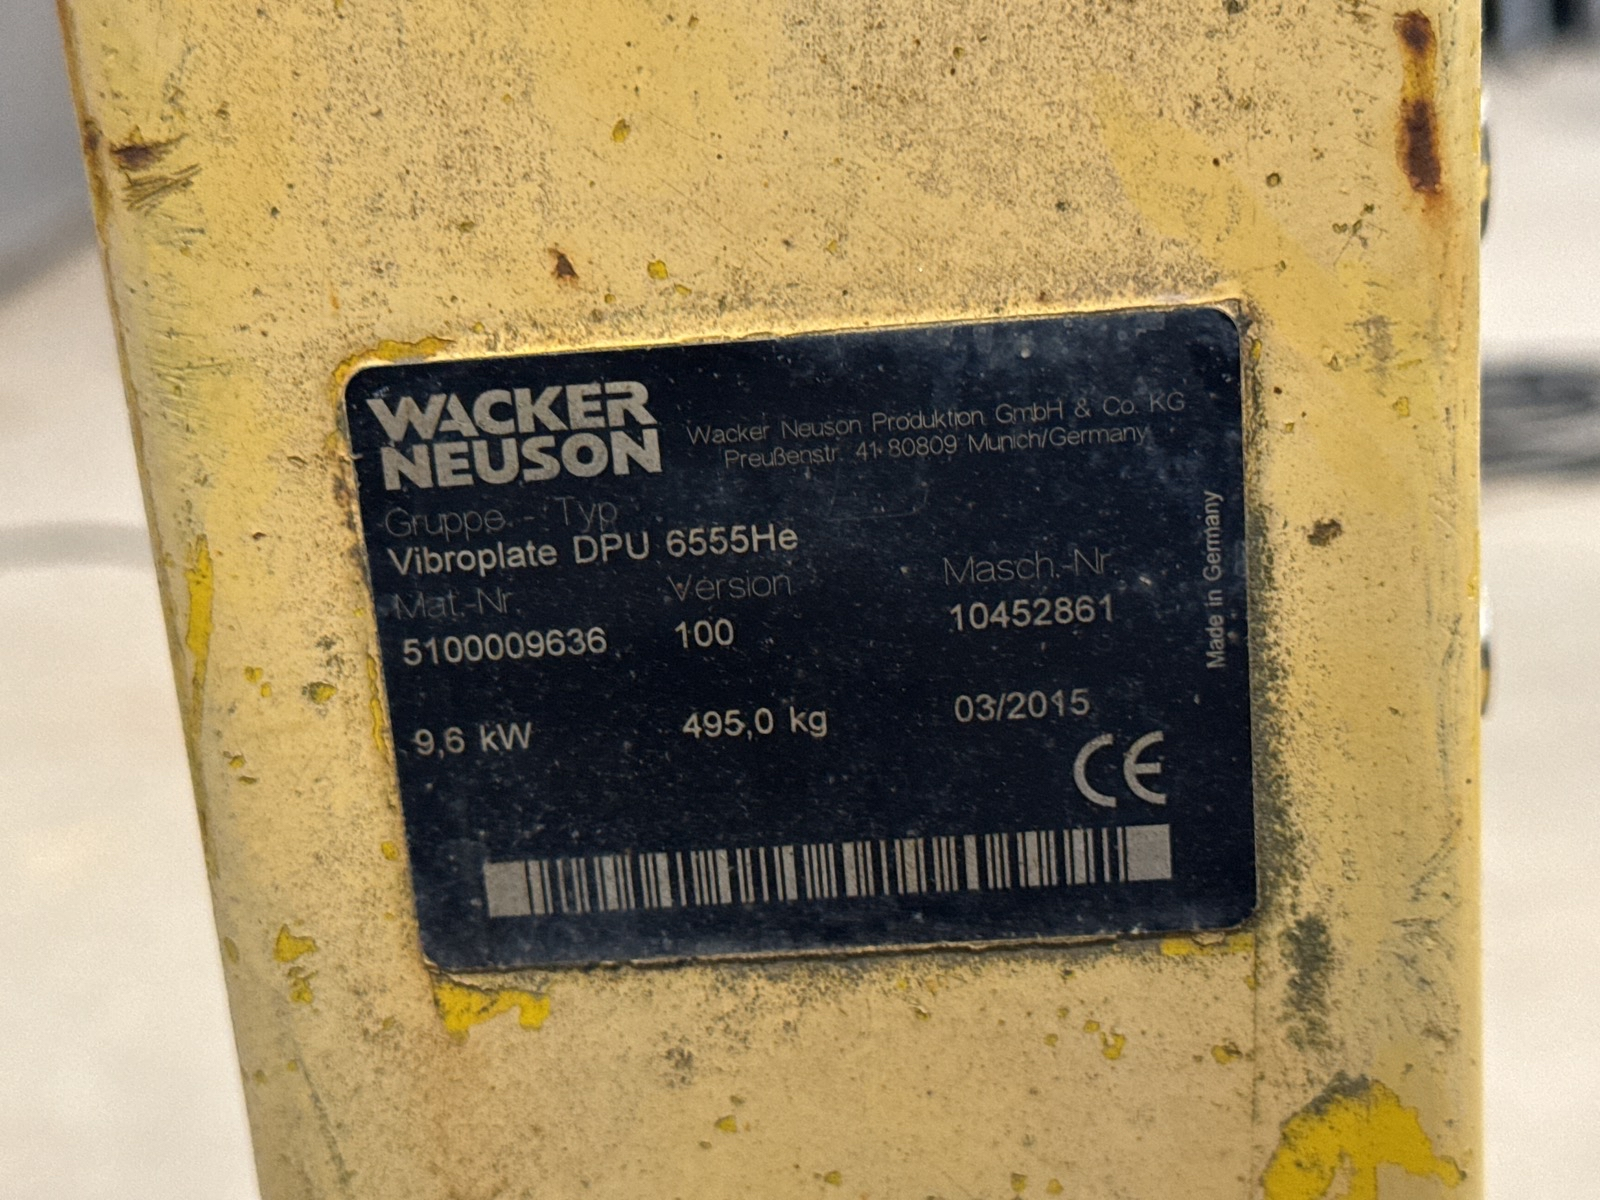 WACKER
NEUSON
Wacker Neuson Produktion GmbH & Co. KG
Preußenstr. 41·80809 Munich/Germany
Gruppe - Typ
Vibroplate DPU 6555He
Mat.-Nr. Version Masch.-Nr.
5100009636 100 10452861
9,6 kW 495,0 kg 03/2015
CE
Made in Germany